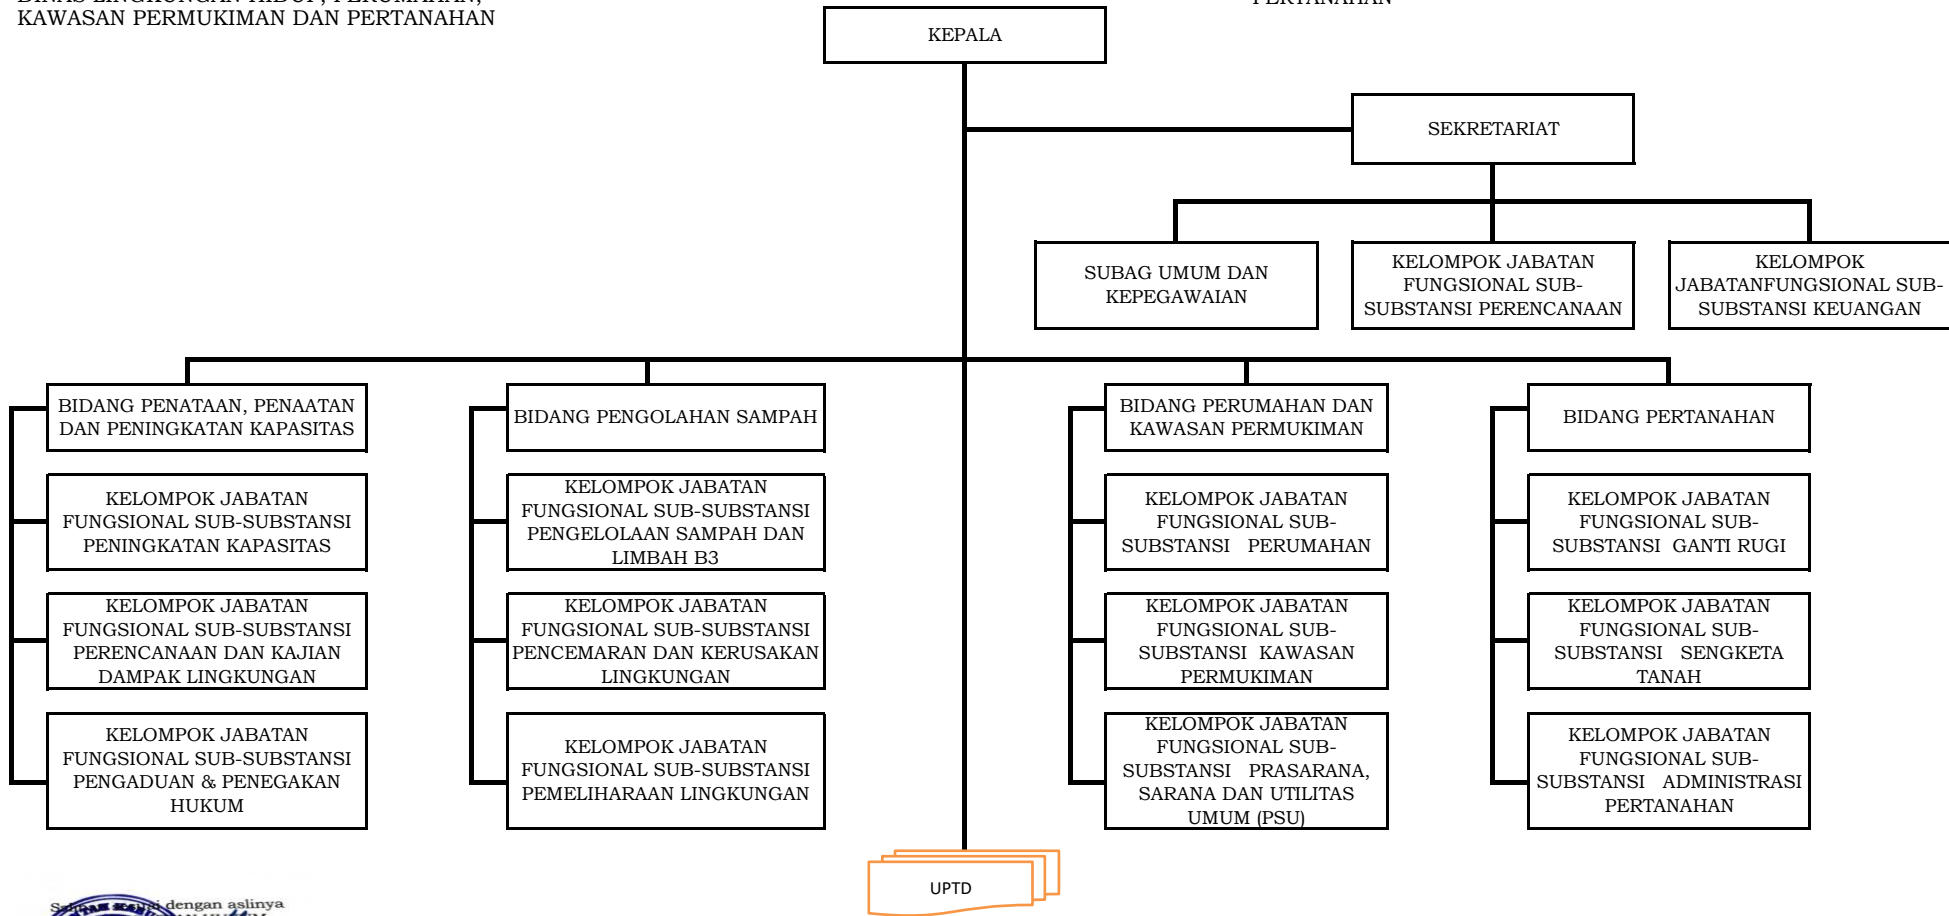 DINAS LINGKUNGAN HIDUP, PERUMAHAN,
KAWASAN PERMUKIMAN DAN PERTANAHAN
PERTANAHAN
KEPALA
SEKRETARIAT
SUBAG UMUM DAN
KEPEGAWAIAN
KELOMPOK JABATAN
FUNGSIONAL SUB-
SUBSTANSI PERENCANAAN
KELOMPOK
JABATANFUNGSIONAL SUB-
SUBSTANSI KEUANGAN
BIDANG PENATAAN, PENAATAN
DAN PENINGKATAN KAPASITAS
KELOMPOK JABATAN
FUNGSIONAL SUB-SUBSTANSI
PENINGKATAN KAPASITAS
KELOMPOK JABATAN
FUNGSIONAL SUB-SUBSTANSI
PERENCANAAN DAN KAJIAN
DAMPAK LINGKUNGAN
KELOMPOK JABATAN
FUNGSIONAL SUB-SUBSTANSI
PENGADUAN & PENEGAKAN
HUKUM
BIDANG PENGOLAHAN SAMPAH
KELOMPOK JABATAN
FUNGSIONAL SUB-SUBSTANSI
PENGELOLAAN SAMPAH DAN
LIMBAH B3
KELOMPOK JABATAN
FUNGSIONAL SUB-SUBSTANSI
PENCEMARAN DAN KERUSAKAN
LINGKUNGAN
KELOMPOK JABATAN
FUNGSIONAL SUB-SUBSTANSI
PEMELIHARAAN LINGKUNGAN
BIDANG PERUMAHAN DAN
KAWASAN PERMUKIMAN
KELOMPOK JABATAN
FUNGSIONAL SUB-
SUBSTANSI PERUMAHAN
KELOMPOK JABATAN
FUNGSIONAL SUB-
SUBSTANSI KAWASAN
PERMUKIMAN
KELOMPOK JABATAN
FUNGSIONAL SUB-
SUBSTANSI PRASARANA,
SARANA DAN UTILITAS
UMUM (PSU)
BIDANG PERTANAHAN
KELOMPOK JABATAN
FUNGSIONAL SUB-
SUBSTANSI GANTI RUGI
KELOMPOK JABATAN
FUNGSIONAL SUB-
SUBSTANSI SENGKETA
TANAH
KELOMPOK JABATAN
FUNGSIONAL SUB-
SUBSTANSI ADMINISTRASI
PERTANAHAN
UPTD
dengan aslinya